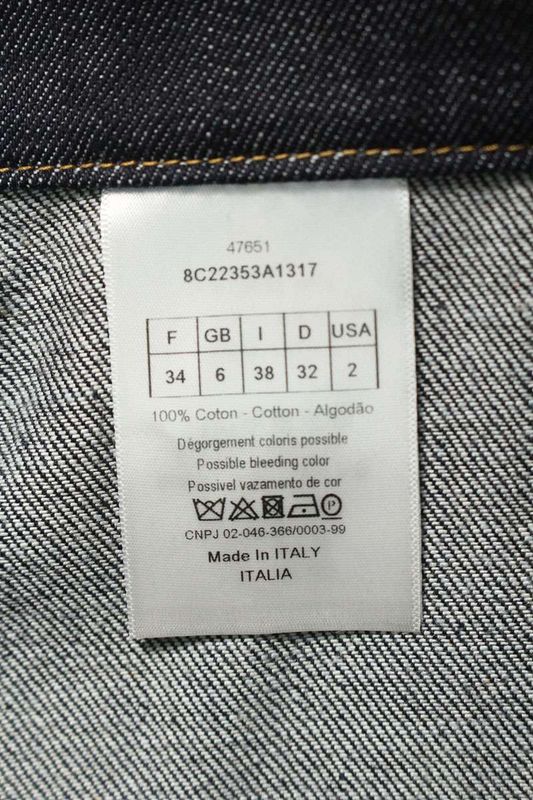 47651
8C22353A1317
F GB I D USA
34 6 38 32 2
100% Coton - Cotton - Algodão
Dégorgement coloris possible
Possible bleeding color
Possivel vazamento de cor
P
CNPJ 02-046-366/0003-99
Made In ITALY
ITALIA